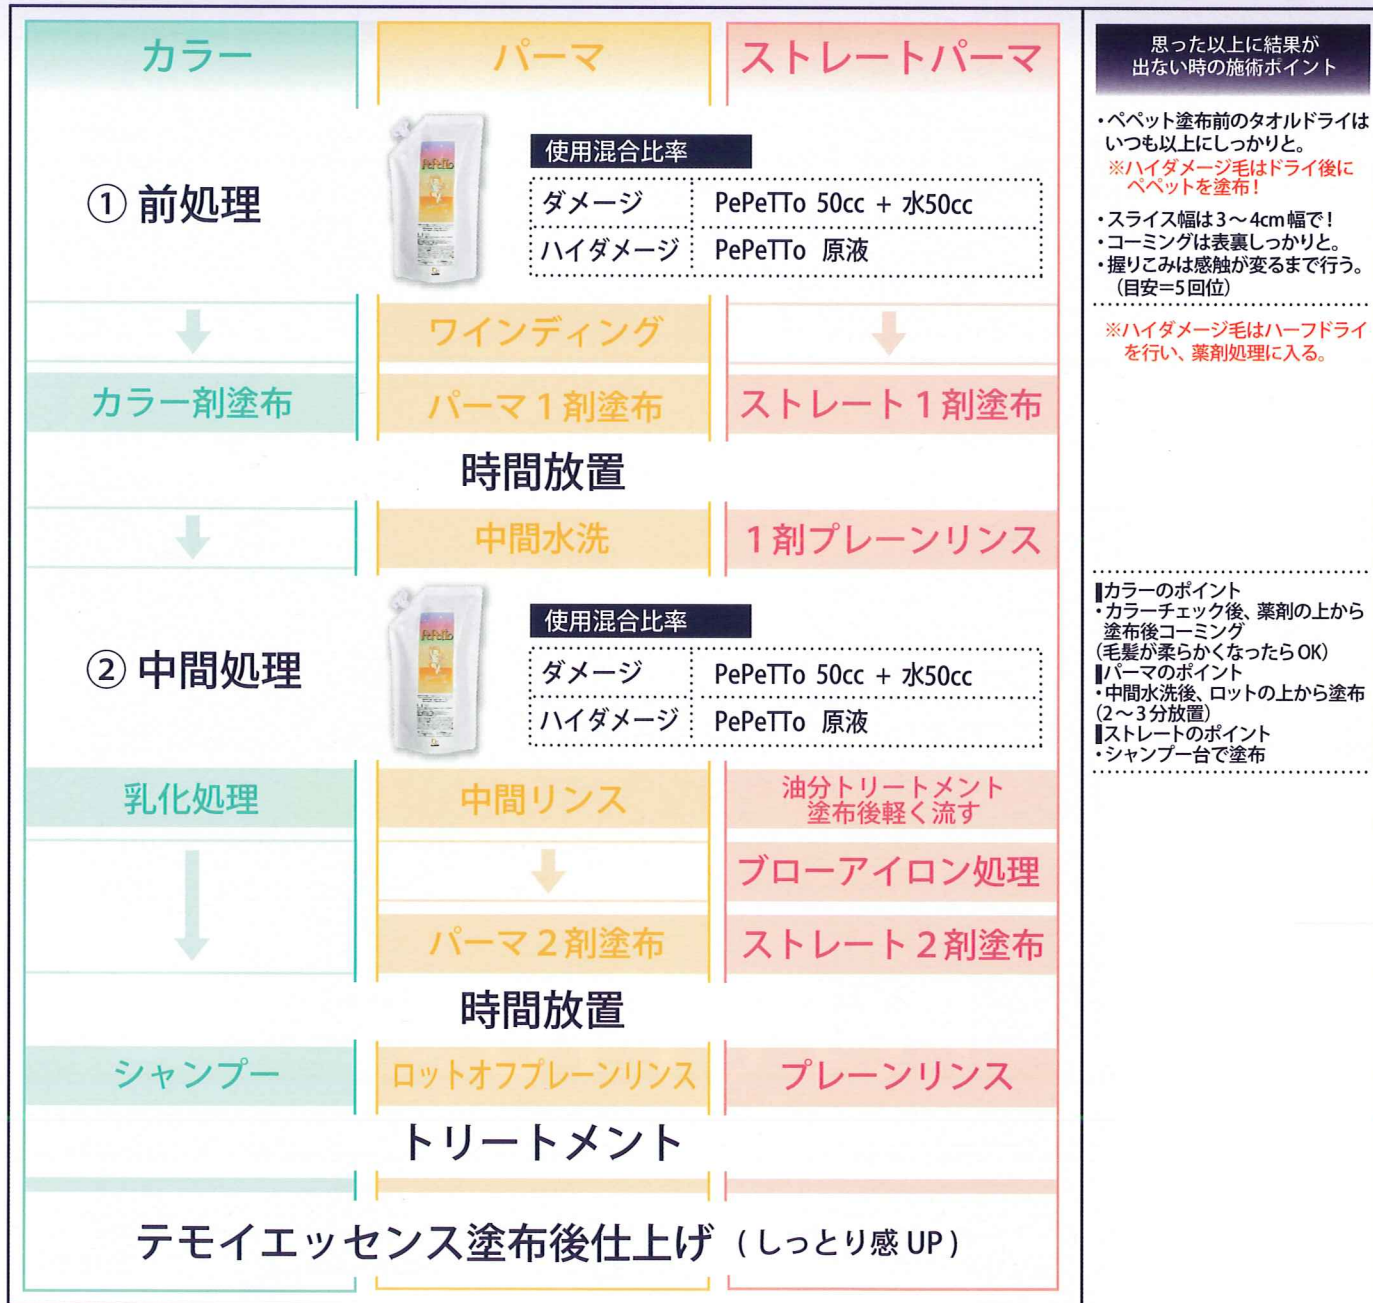 カラー
パーマ
ストレートパーマ
① 前処理
PePeTTo
使用混合比率
ダメージ PePeTTo 50cc + 水50cc
ハイダメージ PePeTTo 原液
ワインディング
カラー剤塗布
パーマ1剤塗布
ストレート1剤塗布
時間放置
中間水洗
1剤プレーンリンス
② 中間処理
PePeTTo
使用混合比率
ダメージ PePeTTo 50cc + 水50cc
ハイダメージ PePeTTo 原液
乳化処理
中間リンス
油分トリートメント
塗布後軽く流す
ブローアイロン処理
パーマ2剤塗布
ストレート2剤塗布
時間放置
シャンプー
ロットオフプレーンリンス
プレーンリンス
トリートメント
テモイエッセンス塗布後仕上げ (しっとり感 UP)
思った以上に結果が
出ない時の施術ポイント
・ペペット塗布前のタオルドライは
いつも以上にしっかりと。
※ハイダメージ毛はドライ後に
ペペットを塗布!
・スライス幅は3〜4cm幅で!
・コーミングは表裏しっかりと。
・握りこみは感触が変るまで行う。
(目安=5回位)
※ハイダメージ毛はハーフドライ
を行い、薬剤処理に入る。
カラーのポイント
・カラーチェック後、薬剤の上から
塗布後コーミング
(毛髪が柔らかくなったらOK)
パーマのポイント
・中間水洗後、ロットの上から塗布
(2〜3分放置)
ストレートのポイント
・シャンプー台で塗布